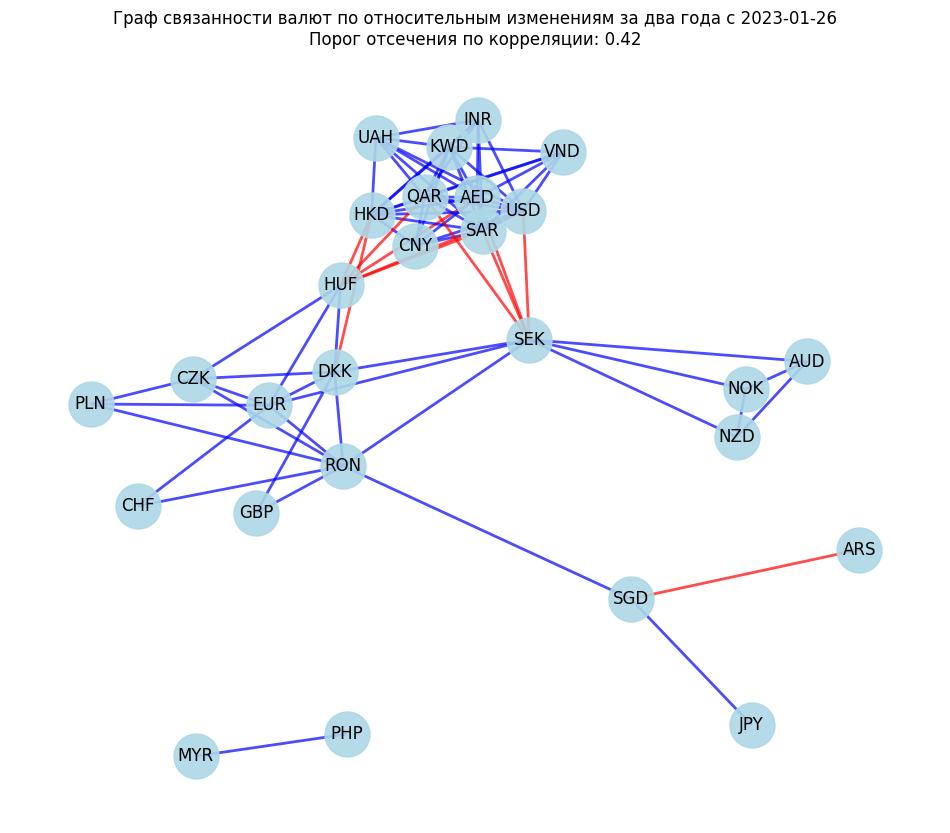 Граф связанности валют по относительным изменениям за два года с 2023-01-26
Порог отсечения по корреляции: 0.42
INR
UAH
KWD
VND
QAR
AED
USD
HKD
SAR
CNY
HUF
SEK
AUD
DKK
CZK
NOK
PLN
EUR
NZD
RON
CHF
GBP
ARS
SGD
JPY
PHP
MYR